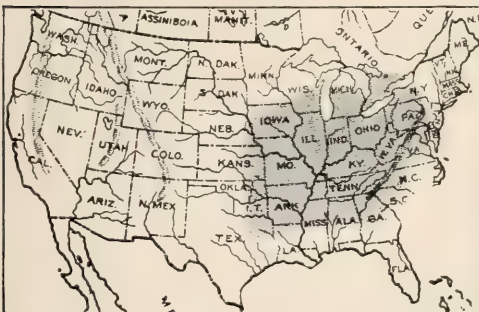 ASSINIBOIA
MANIT.
ONTARIO
QUE
WASH.
MONT.
N. DAK.
MINN.
ME.
OREGON
IDAHO
WYO.
S. DAK.
WIS.
MICH.
N.Y.
VT.
N.H.
NEV.
UTAH
COLO.
NEB.
IOWA
ILL.
IND.
OHIO
PA.
CAL.
KANS.
MO.
KY.
W.VA.
VA.
ARIZ.
N. MEX.
OKLA.
I.T.
ARK.
TENN.
N.C.
S.C.
TEX.
LA.
MISS.
ALA.
GA.
FLA.